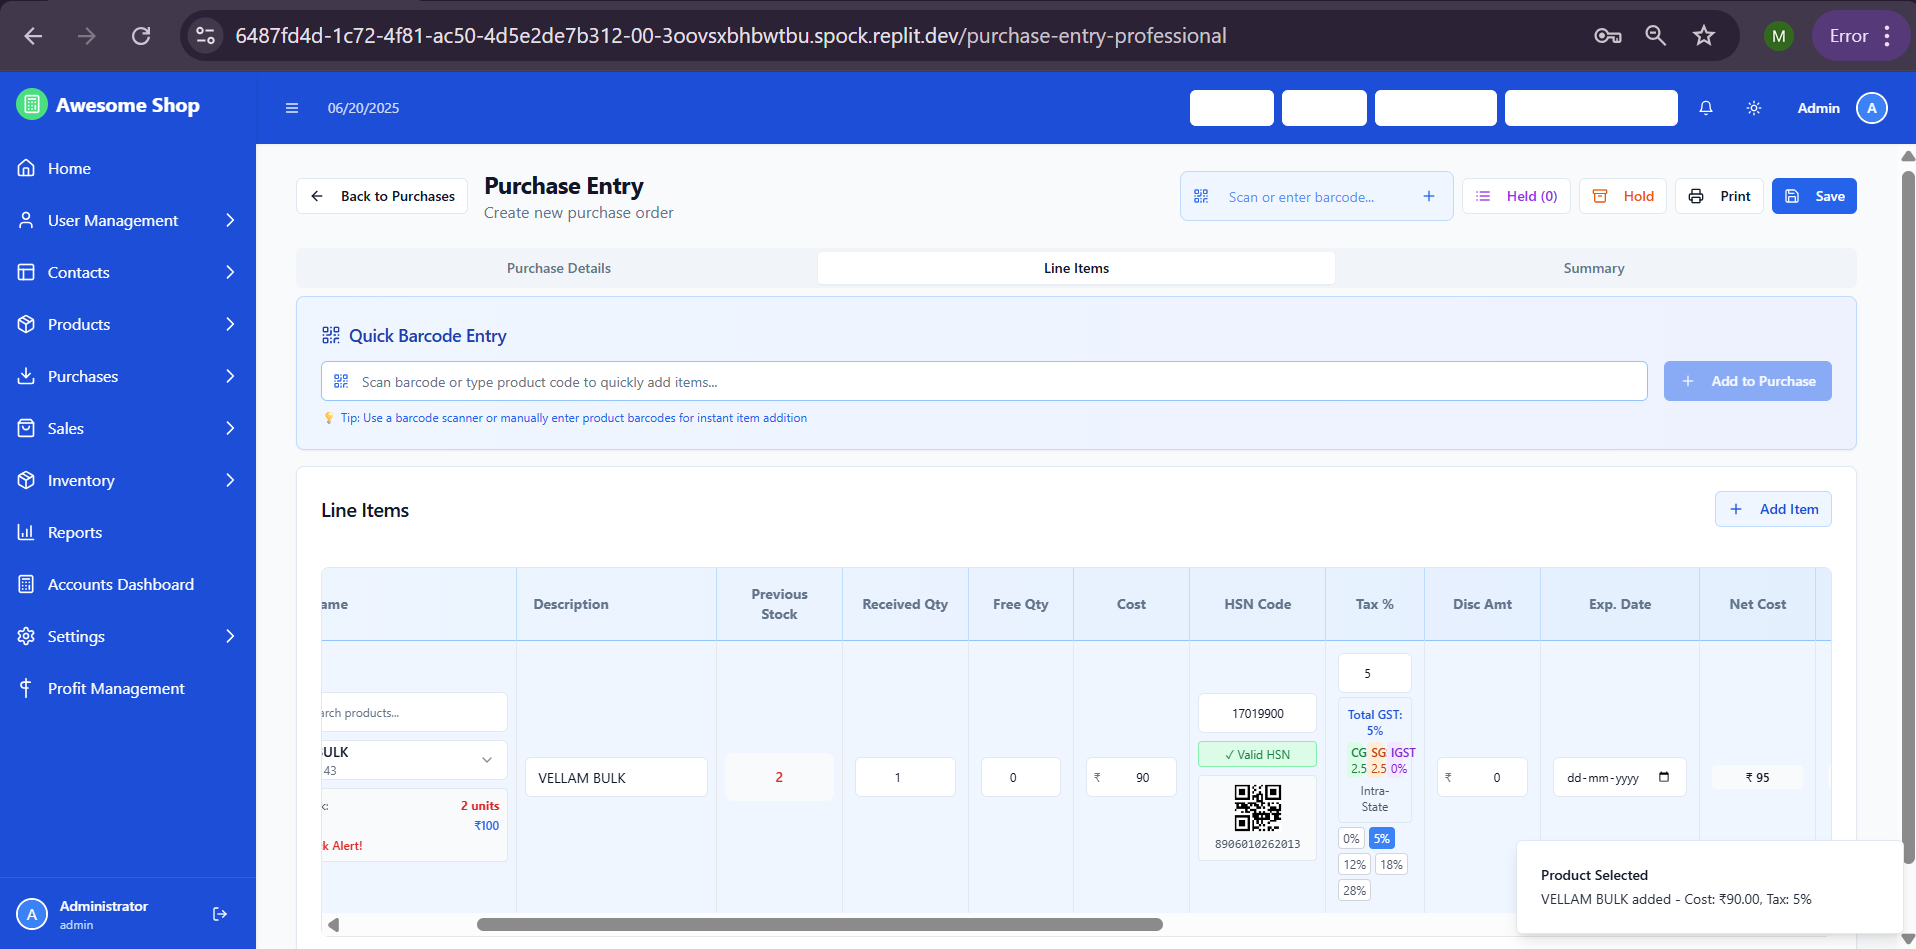 6487fd4d-1c72-4f81-ac50-4d5e2de7b312-00-3oovsxbhbwtbu.spock.replit.dev/purchase-entry-professional
M
Error
Awesome Shop
06/20/2025
Admin
A
Home
User Management
Contacts
Products
Purchases
Sales
Inventory
Reports
Accounts Dashboard
Settings
Profit Management
A
Administrator
admin
Back to Purchases
Purchase Entry
Create new purchase order
Scan or enter barcode...
Held (0)
Hold
Print
Save
Purchase Details
Line Items
Summary
Quick Barcode Entry
Scan barcode or type product code to quickly add items...
Add to Purchase
Tip: Use a barcode scanner or manually enter product barcodes for instant item addition
Line Items
Add Item
ame
Description
Previous
Stock
Received Qty
Free Qty
Cost
HSN Code
Tax %
Disc Amt
Exp. Date
Net Cost
arch products...
BULK
43
k:
2 units
₹100
k Alert!
VELLAM BULK
2
1
0
₹ 90
17019900
✓ Valid HSN
8906010262013
5
Total GST:
5%
CG SG IGST
2.5 2.5 0%
Intra-
State
0% 5%
12% 18%
28%
₹ 0
dd-mm-yyyy
₹ 95
Product Selected
VELLAM BULK added - Cost: ₹90.00, Tax: 5%